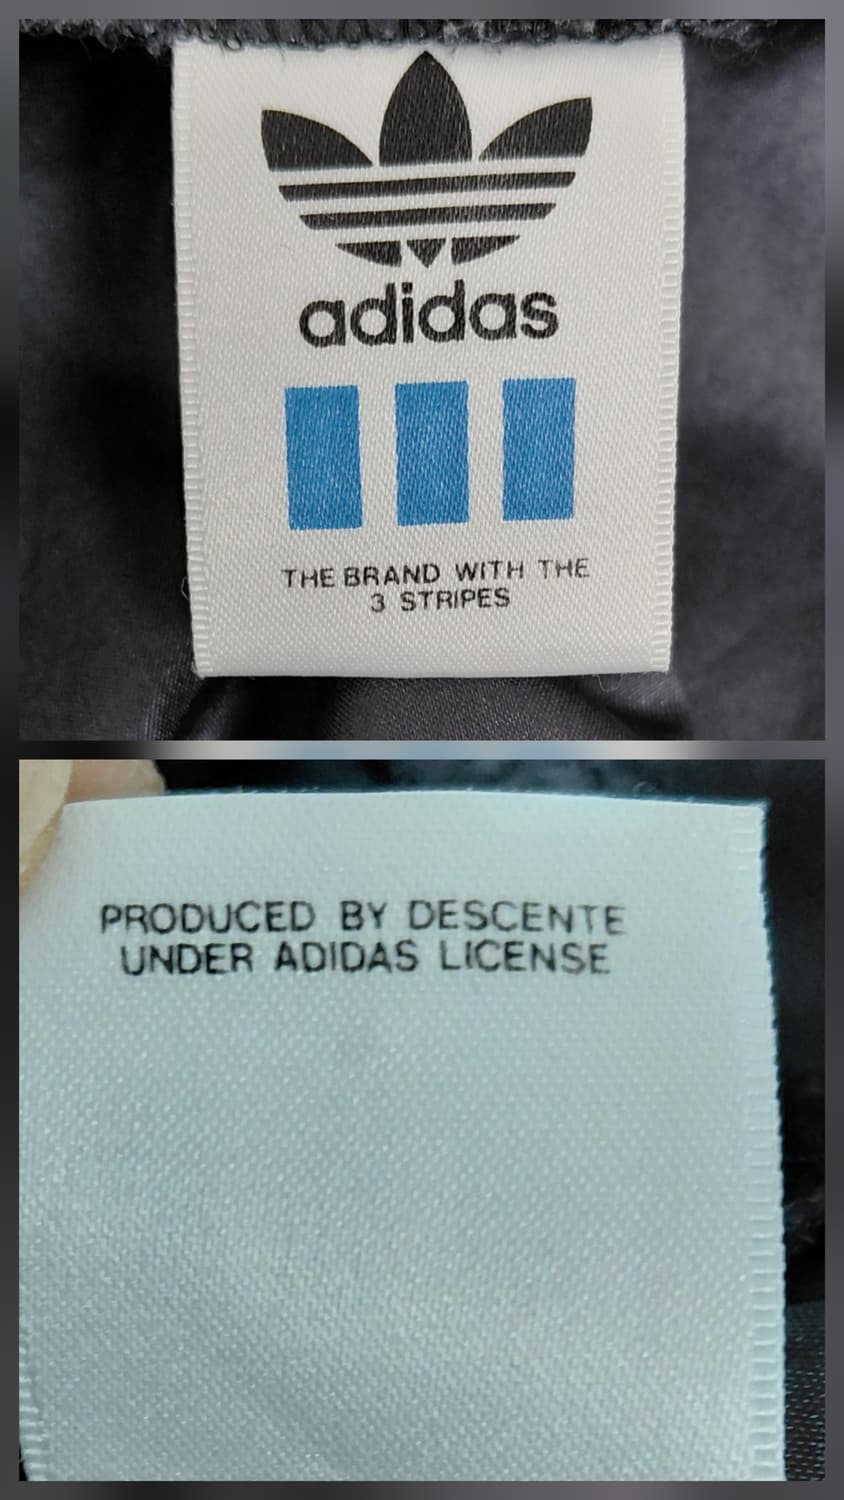 adidas
THE BRAND WITH THE
3 STRIPES
PRODUCED BY DESCENTE
UNDER ADIDAS LICENSE